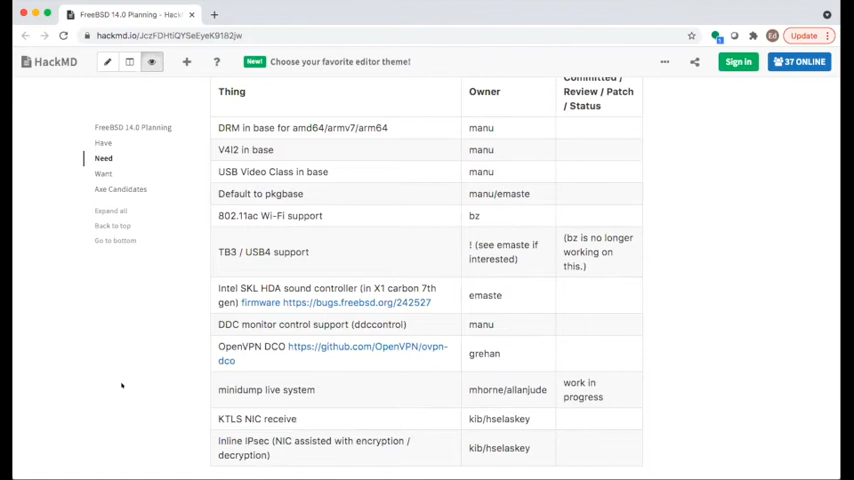 FreeBSD 14.0 Planning - HackM
hackmd.io/JczFDHtiQYSeEyeK9182jw
Ed
Update
HackMD
New!
Choose your favorite editor theme!
Sign in
37 ONLINE
FreeBSD 14.0 Planning
Have
Need
Want
Axe Candidates
Expand all
Back to top
Go to bottom
Thing
Owner
Committed /
Review / Patch
/ Status
DRM in base for amd64/armv7/arm64
manu
V4l2 in base
manu
USB Video Class in base
manu
Default to pkgbase
manu/emaste
802.11ac Wi-Fi support
bz
TB3 / USB4 support
! (see emaste if
interested)
(bz is no longer
working on
this.)
Intel SKL HDA sound controller (in X1 carbon 7th
gen) firmware https://bugs.freebsd.org/242527
emaste
DDC monitor control support (ddccontrol)
manu
OpenVPN DCO https://github.com/OpenVPN/ovpn-
dco
grehan
minidump live system
mhorne/allanjude
work in
progress
KTLS NIC receive
kib/hselaskey
Inline IPsec (NIC assisted with encryption /
decryption)
kib/hselaskey